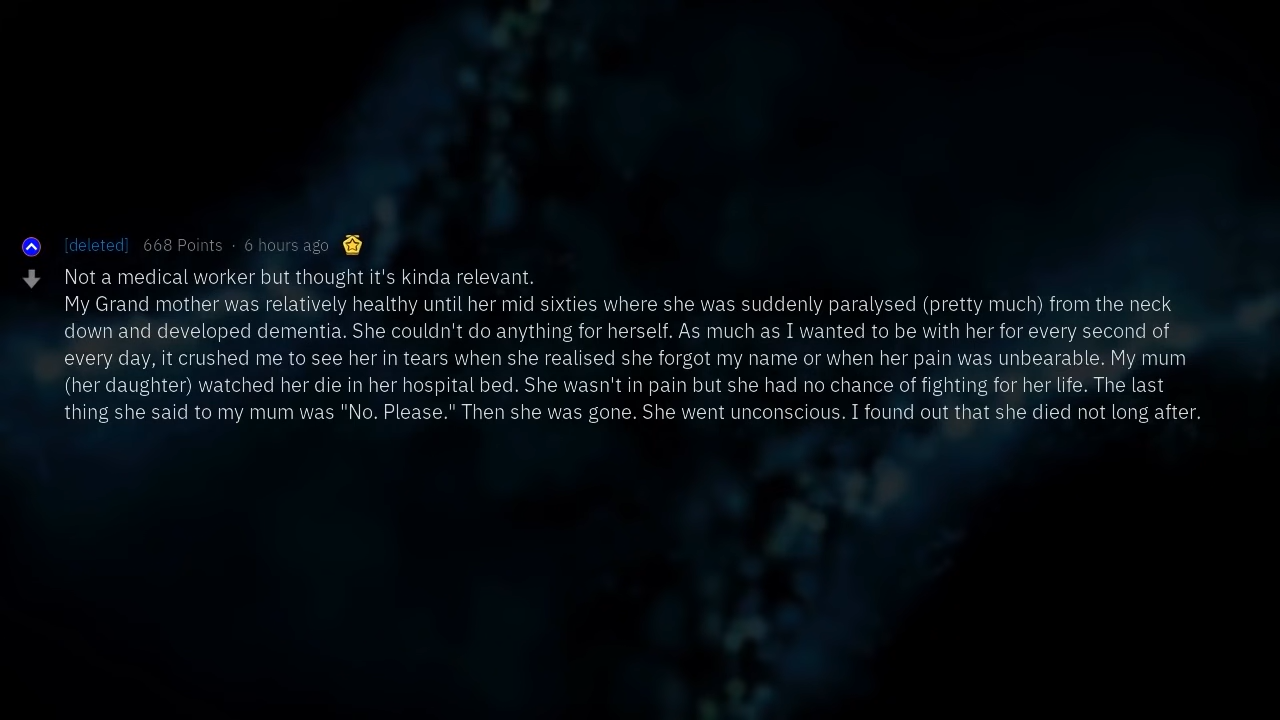 [deleted] 668 Points · 6 hours ago
Not a medical worker but thought it's kinda relevant.
My Grand mother was relatively healthy until her mid sixties where she was suddenly paralysed (pretty much) from the neck
down and developed dementia. She couldn't do anything for herself. As much as I wanted to be with her for every second of
every day, it crushed me to see her in tears when she realised she forgot my name or when her pain was unbearable. My mum
(her daughter) watched her die in her hospital bed. She wasn't in pain but she had no chance of fighting for her life. The last
thing she said to my mum was "No. Please." Then she was gone. She went unconscious. I found out that she died not long after.